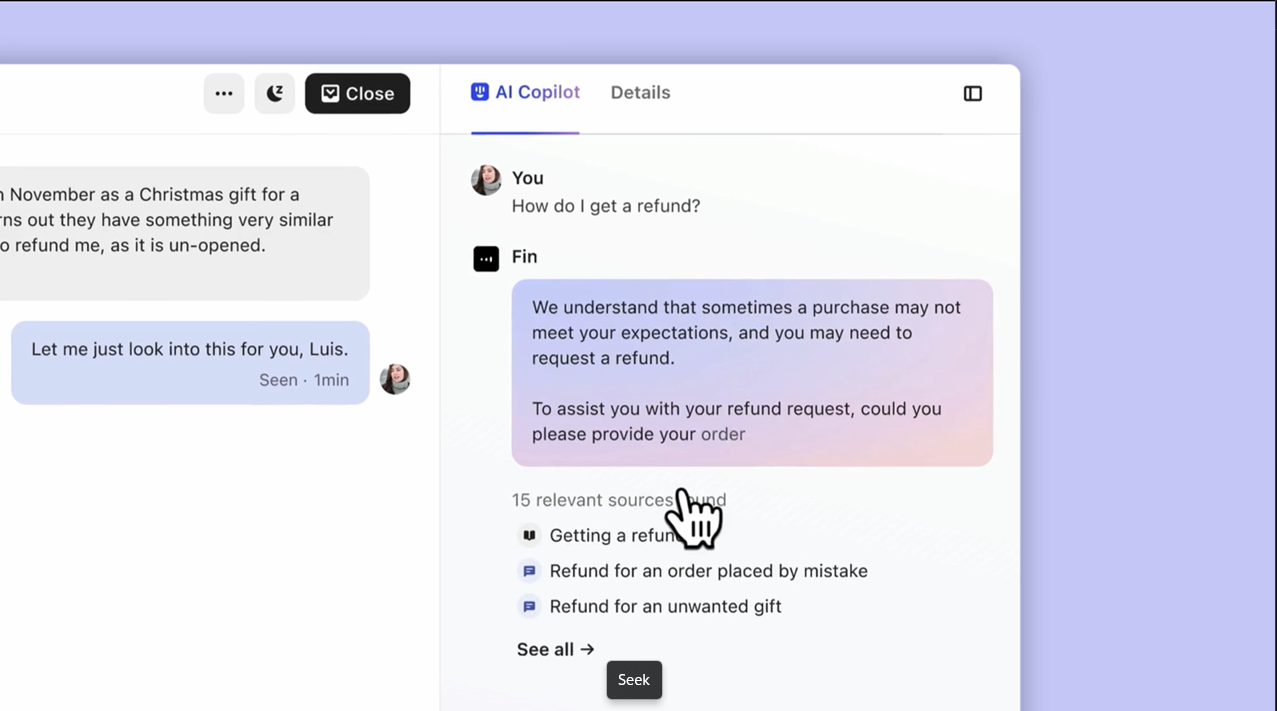 Close
AI Copilot
Details
November as a Christmas gift for a
rns out they have something very similar
o refund me, as it is un-opened.
Let me just look into this for you, Luis.
Seen · 1min
You
How do I get a refund?
Fin
We understand that sometimes a purchase may not
meet your expectations, and you may need to
request a refund.
To assist you with your refund request, could you
please provide your order
15 relevant sources
Getting a
Refund for an order placed by mistake
Refund for an unwanted gift
See all →
Seek